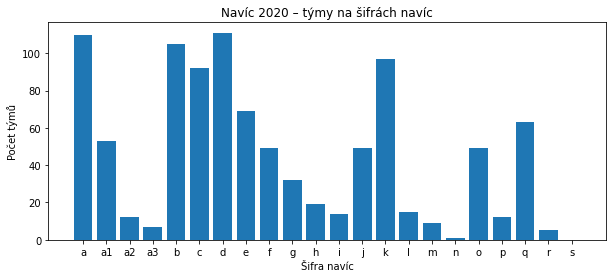 Navíc 2020 – týmy na šifrách navíc
Počet týmů
100
80
60
40
20
0
a a1 a2 a3 b c d e f g h i j k l m n o p q r s
Šifra navíc